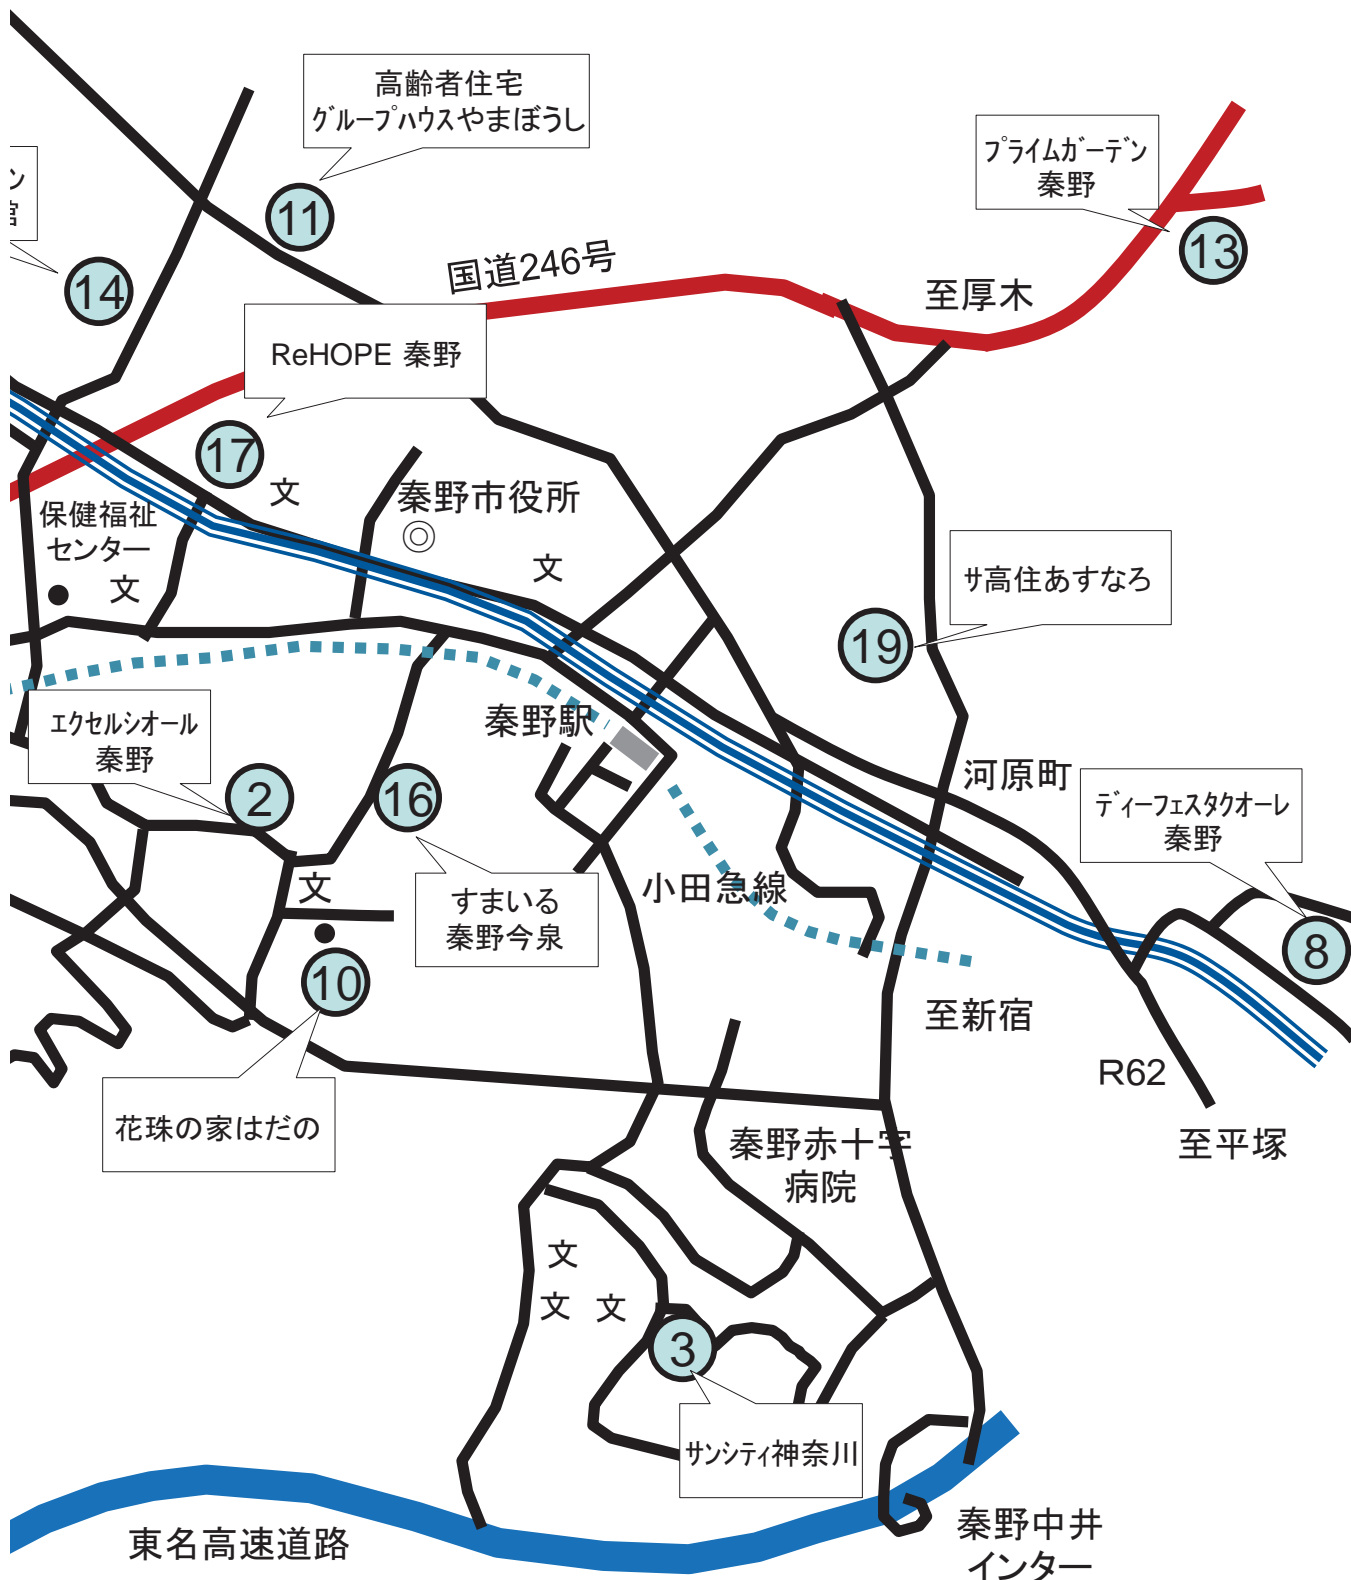 高齢者住宅
ｸﾞﾙｰﾌﾟﾊｳｽやまぼうし
ﾌﾟﾗｲﾑｶﾞｰﾃﾞﾝ
秦野
ン
館
11
13
14
国道246号
至厚木
ReHOPE 秦野
17
文
秦野市役所
◎
保健福祉
センター
文
文
ｻ高住あすなろ
19
ｴｸｾﾙｼｵｰﾙ
秦野
秦野駅
2
16
河原町
ﾃﾞｨｰﾌｪｽﾀｸｵｰﾚ
秦野
文
すまいる
秦野今泉
小田急線
8
10
至新宿
R62
花珠の家はだの
秦野赤十字
病院
至平塚
文
文 文
3
ｻﾝｼﾃｨ神奈川
東名高速道路
秦野中井
インター